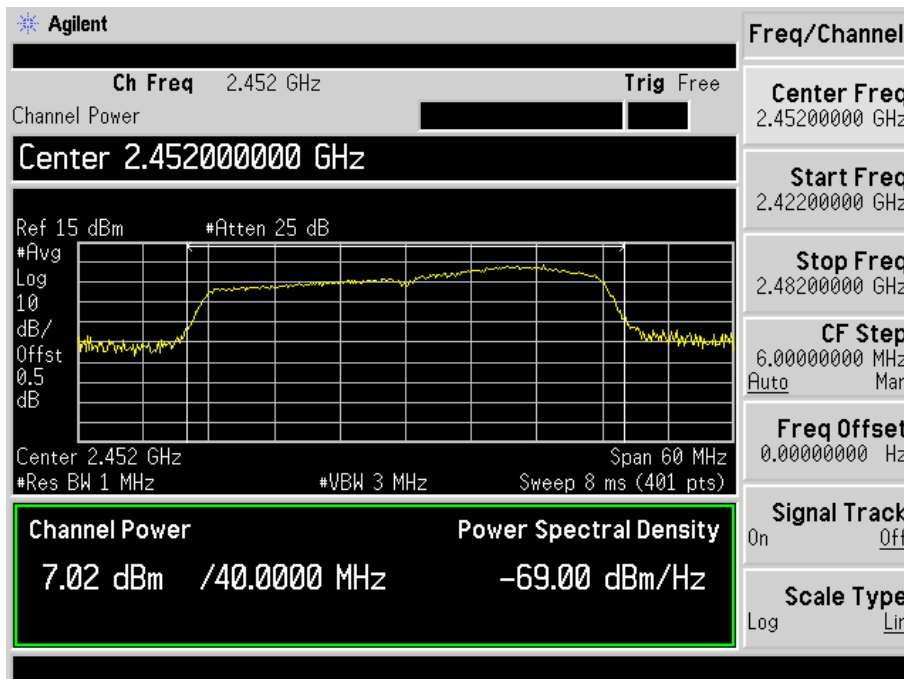 Agilent
Freq/Channel
Ch Freq 2.452 GHz Trig Free
Channel Power
Center 2.452000000 GHz
Ref 15 dBm #Atten 25 dB
#Avg
Log
10
dB/
Offst
0.5
dB
Center 2.452 GHz Span 60 MHz
#Res BW 1 MHz #VBW 3 MHz Sweep 8 ms (401 pts)
Channel Power Power Spectral Density
7.02 dBm /40.0000 MHz -69.00 dBm/Hz
Center Freq
2.45200000 GHz
Start Freq
2.42200000 GHz
Stop Freq
2.48200000 GHz
CF Step
6.00000000 MHz
Auto Man
Freq Offset
0.00000000 Hz
Signal Track
On Off
Scale Type
Log Lin